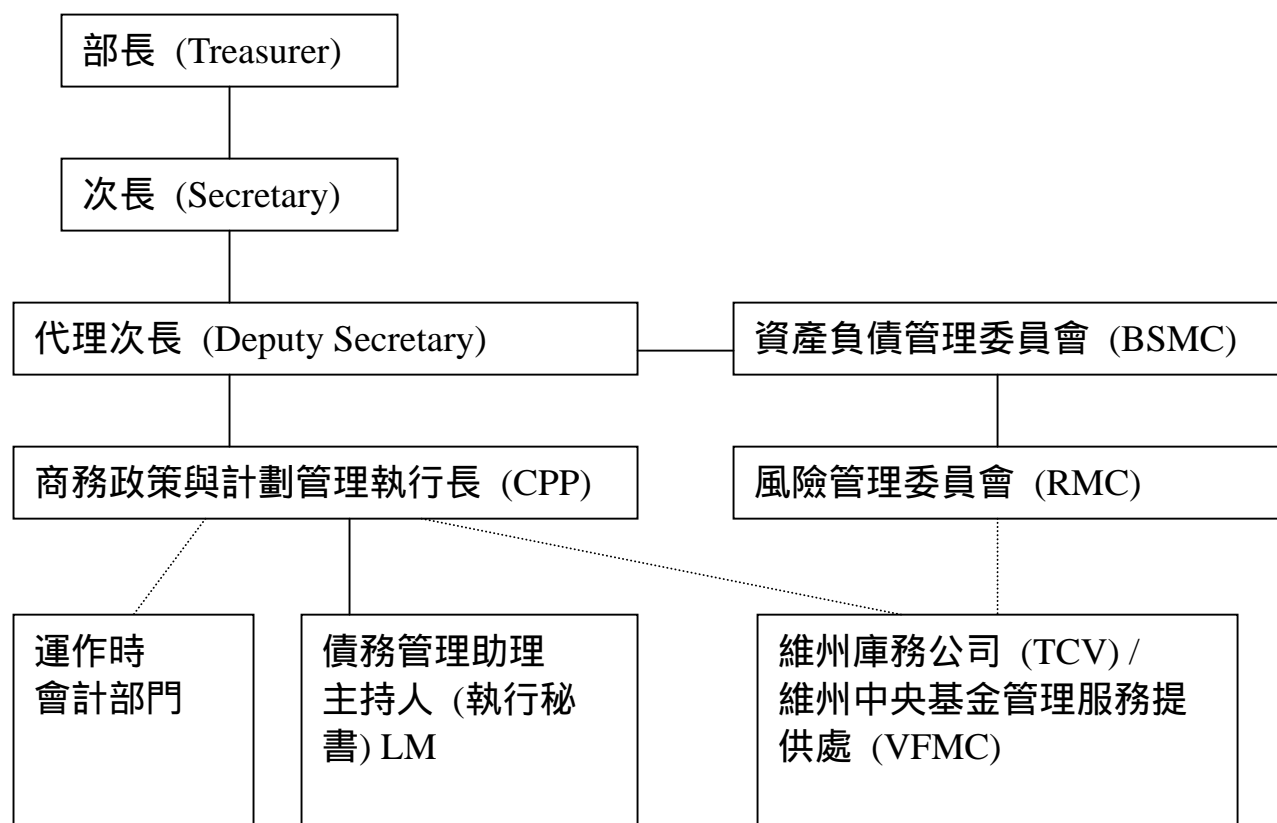 部長 (Treasurer)
次長 (Secretary)
代理次長 (Deputy Secretary)
資產負債管理委員會 (BSMC)
商務政策與計劃管理執行長 (CPP)
風險管理委員會 (RMC)
運作時
會計部門
債務管理助理
主持人 (執行秘
書) LM
維州庫務公司 (TCV) /
維州中央基金管理服務提
供處 (VFMC)